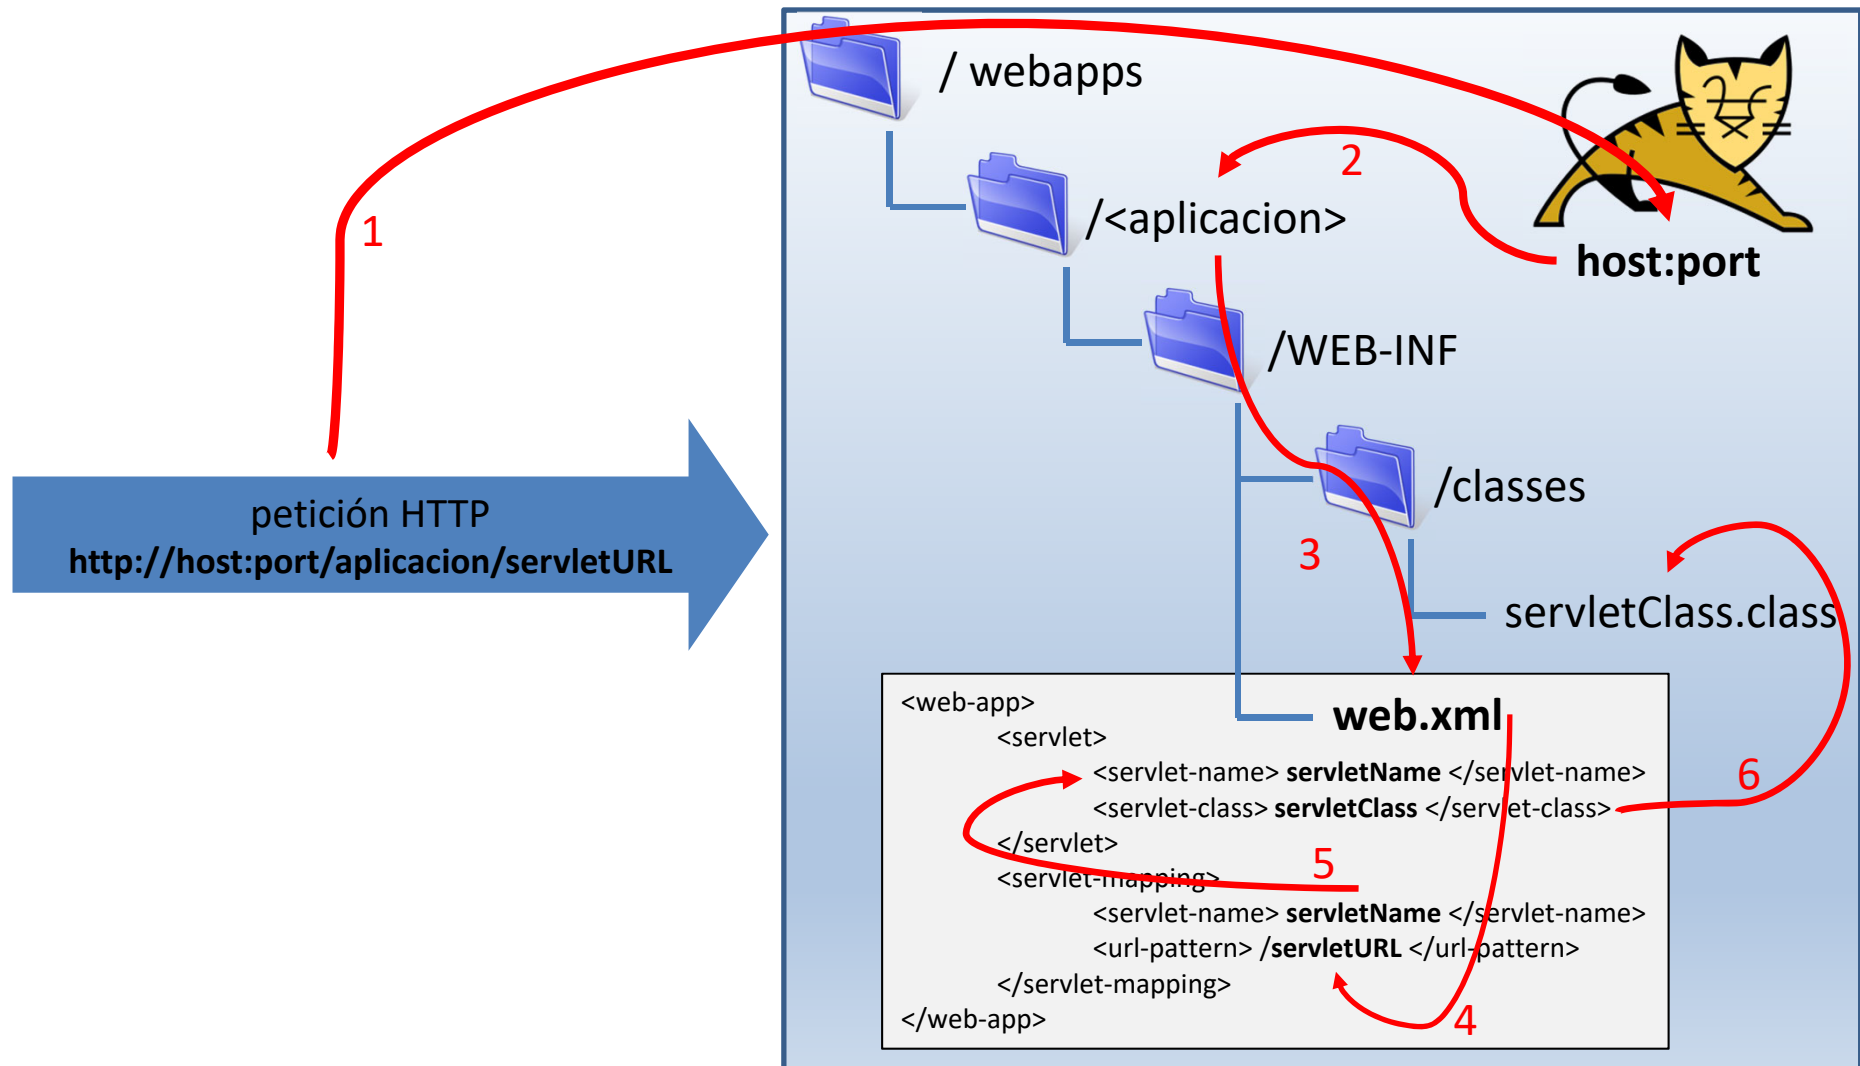 / webapps
2
/<aplicacion>
1
host:port
/WEB-INF
/classes
petición HTTP
http://host:port/aplicacion/servletURL
3
servletClass.class
<web-app>
web.xml
<servlet>
<servlet-name> servletName </servlet-name>
6
<servlet-class> servletClass </servlet-class>
</servlet>
5
<servlet-mapping>
<servlet-name> servletName </servlet-name>
<url-pattern> /servletURL </url-pattern>
</servlet-mapping>
4
</web-app>